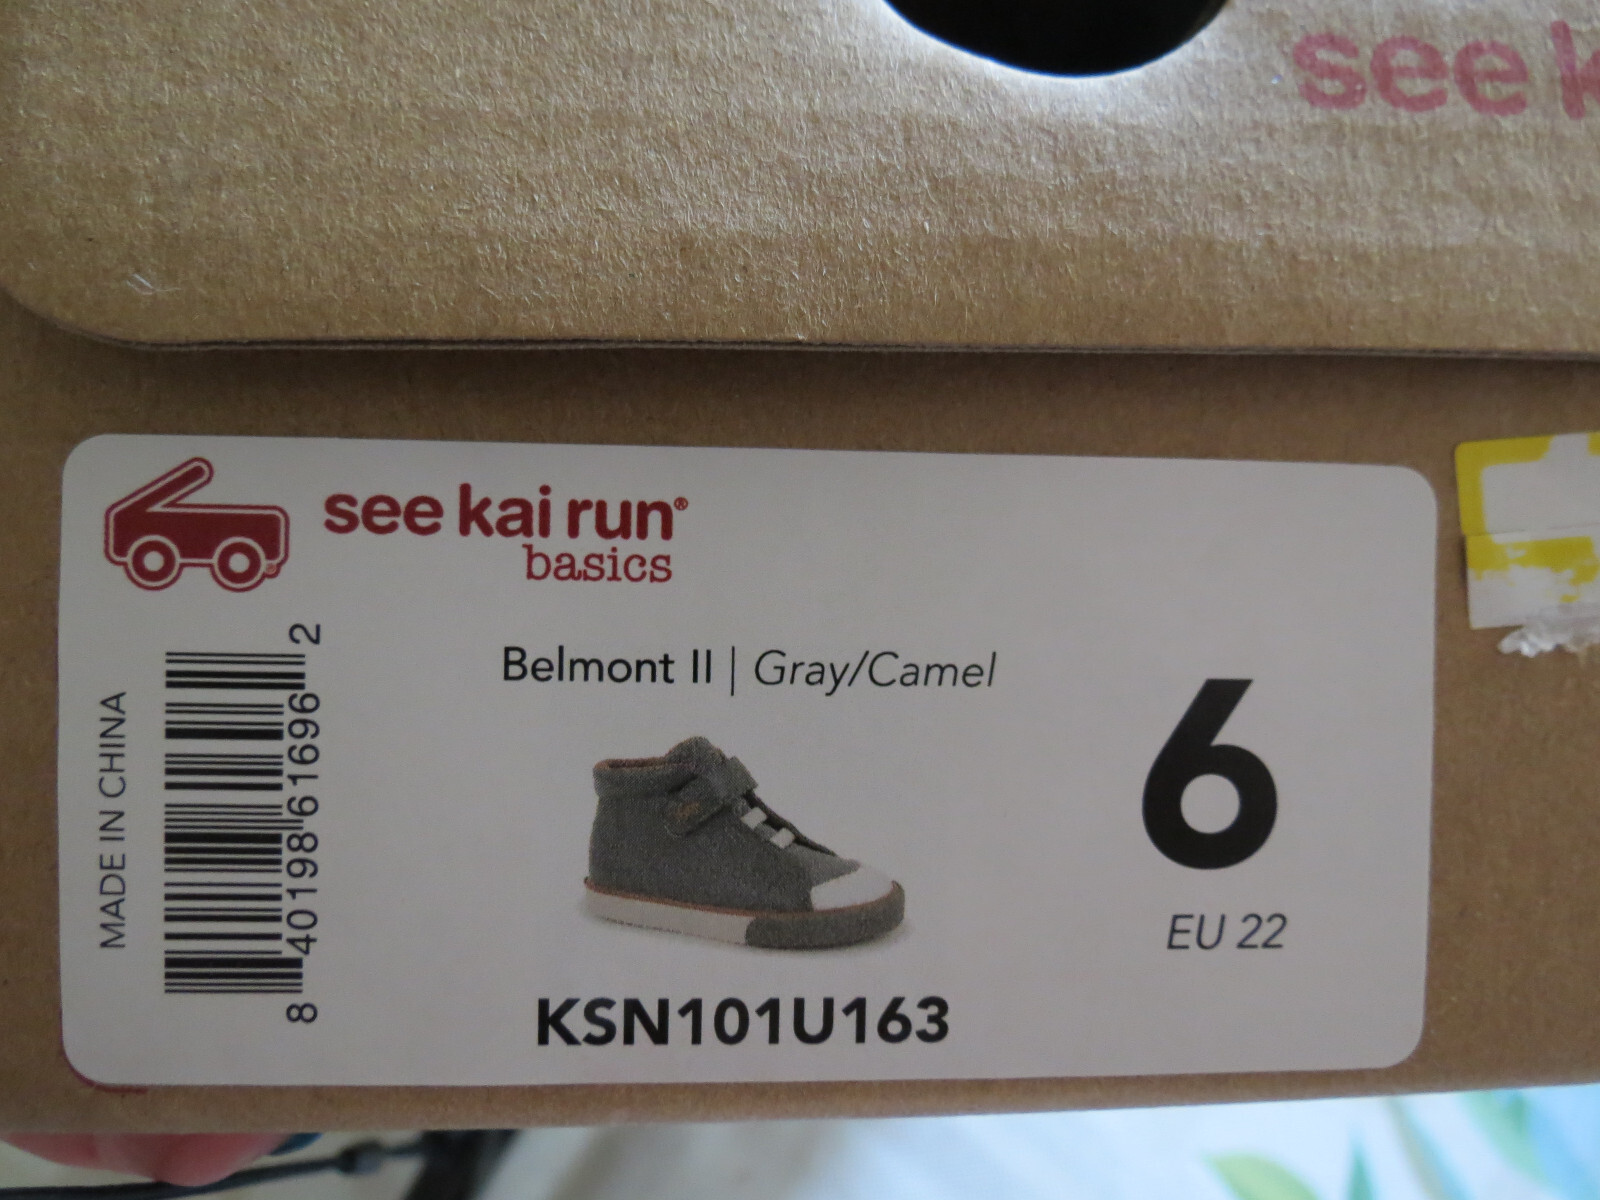 see k
see kai run®
basics
MADE IN CHINA
8 40198 61696 2
Belmont II | Gray/Camel
6
EU 22
KSN101U163